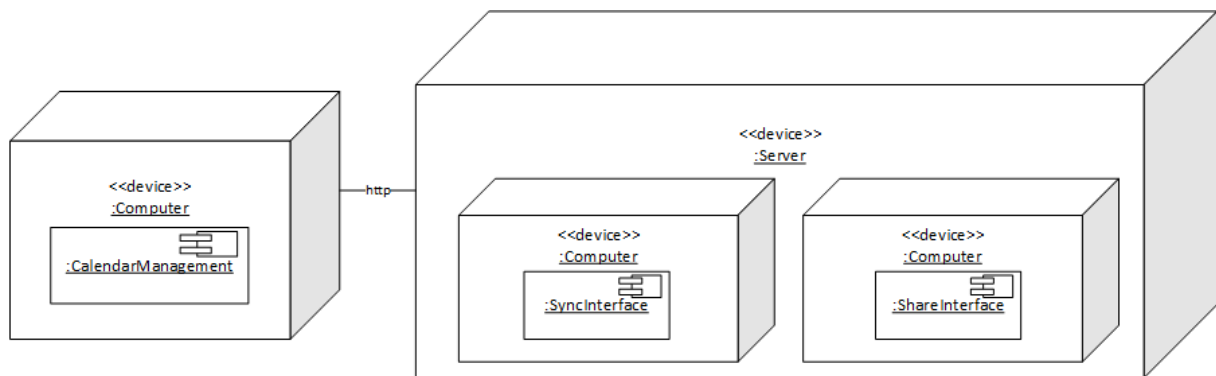 <<device>>
:Computer
:CalendarManagement
http
<<device>>
:Server
<<device>>
:Computer
:SyncInterface
<<device>>
:Computer
:ShareInterface